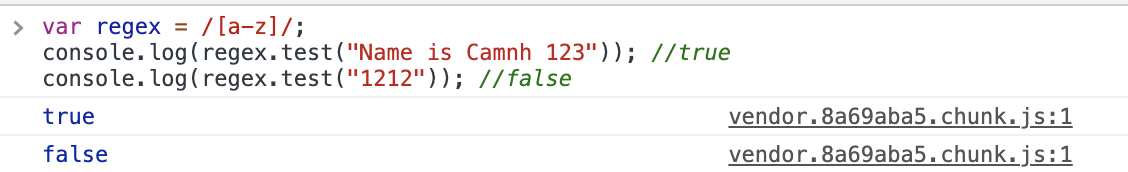 > var regex = /[a-z]/;
console.log(regex.test("Name is Camnh 123")); //true
console.log(regex.test("1212")); //false
true vendor.8a69aba5.chunk.js:1
false vendor.8a69aba5.chunk.js:1